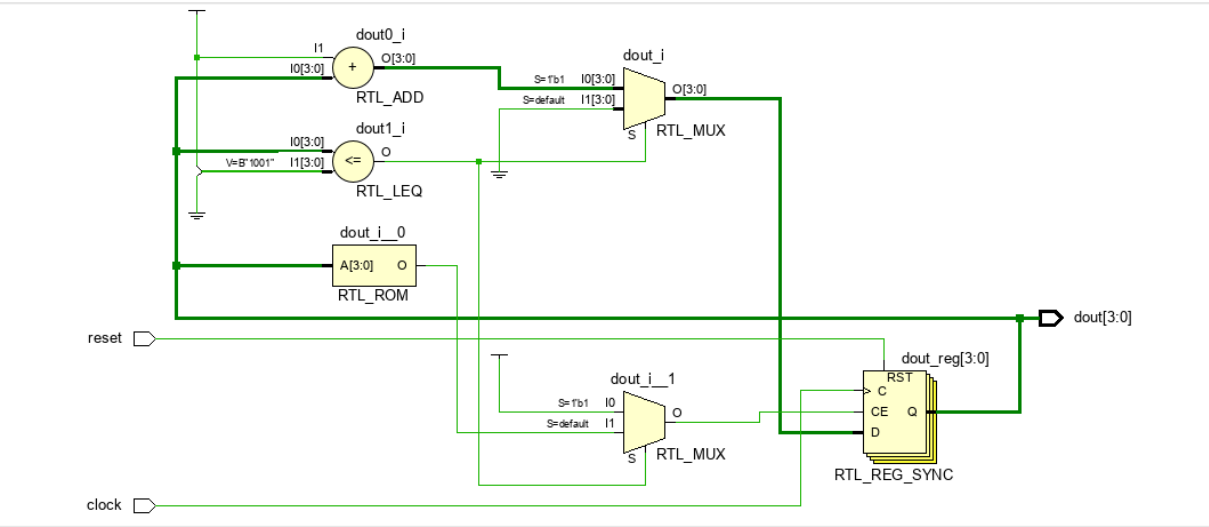 dout0_i
I1
I0[3:0]
+
O[3:0]
RTL_ADD
dout_i
S=1'b1 I0[3:0]
S=default I1[3:0]
O[3:0]
S
RTL_MUX
dout1_i
I0[3:0]
V=B"1001" I1[3:0]
<=
O
RTL_LEQ
dout_i__0
A[3:0] O
RTL_ROM
dout[3:0]
reset
dout_reg[3:0]
RST
C
CE Q
D
RTL_REG_SYNC
dout_i__1
S=1'b1 I0
S=default I1
O
S
RTL_MUX
clock